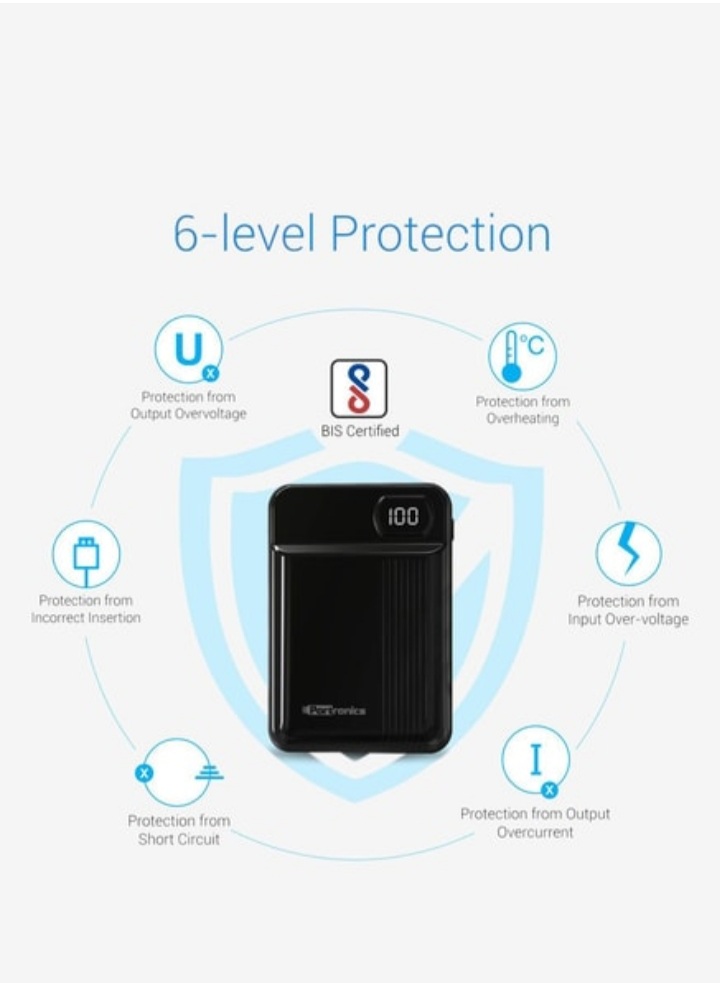 6-level Protection
U
x
Protection from
Output Overvoltage
BIS Certified
°C
Protection from
Overheating
100
Protection from
Incorrect Insertion
Protection from
Input Over-voltage
Portronics
x
Protection from
Short Circuit
I
x
Protection from Output
Overcurrent